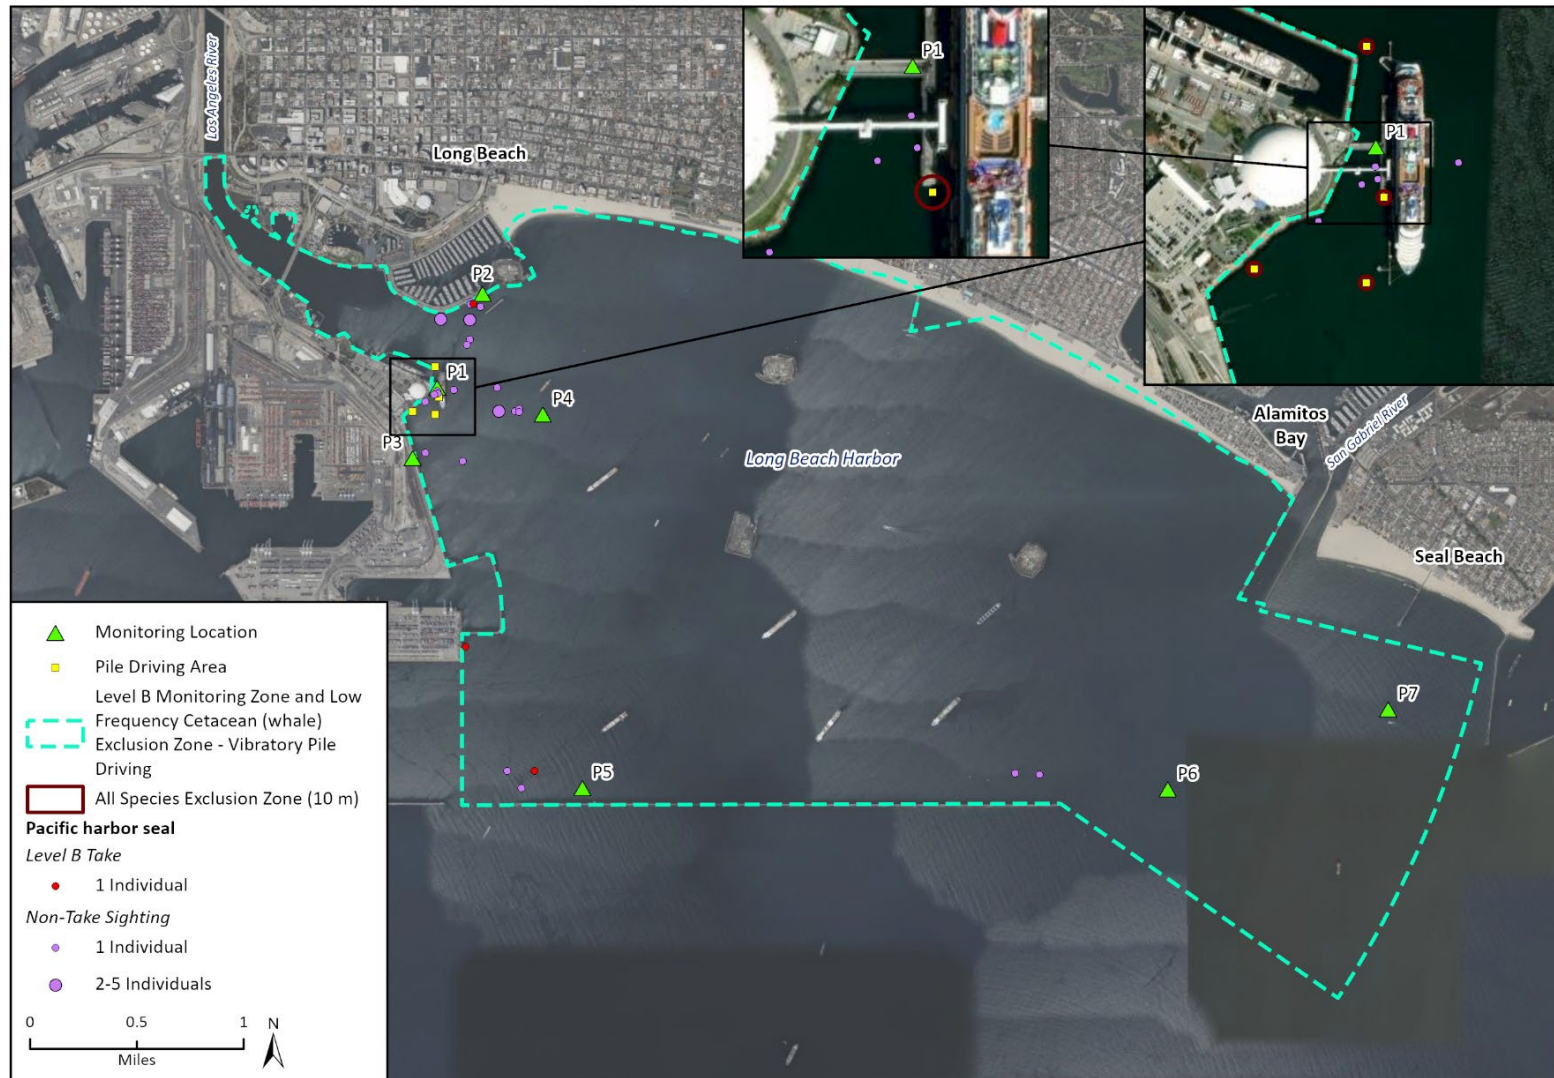 Los Angeles River
Long Beach
P1
P1
P2
P1
P4
P3
Long Beach Harbor
Alamitos
Bay
San Gabriel River
Seal Beach
P7
P5
P6
Monitoring Location
Pile Driving Area
Level B Monitoring Zone and Low
Frequency Cetacean (whale)
Exclusion Zone - Vibratory Pile
Driving
All Species Exclusion Zone (10 m)
Pacific harbor seal
Level B Take
1 Individual
Non-Take Sighting
1 Individual
2-5 Individuals
0 0.5 1
Miles
N